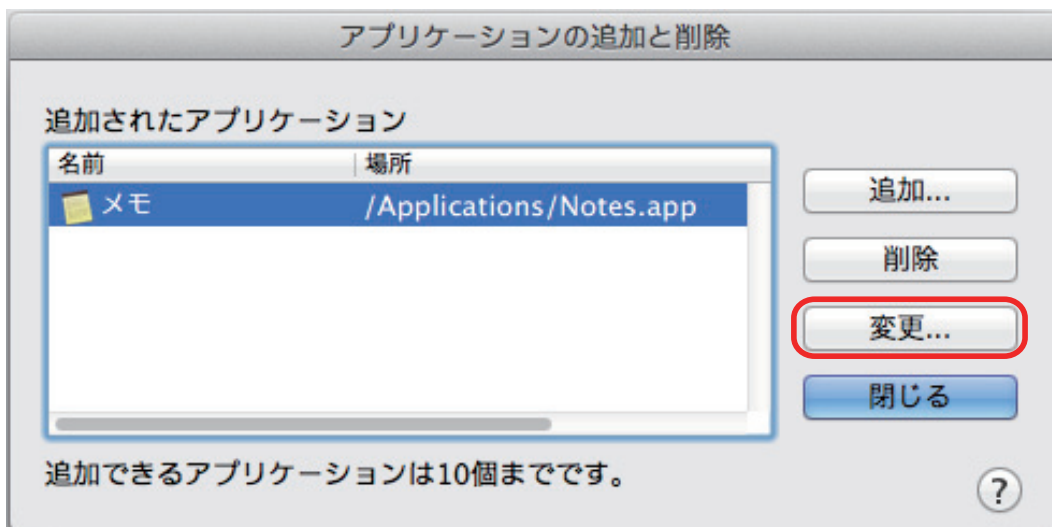 アプリケーションの追加と削除
追加されたアプリケーション
名前 場所
メモ /Applications/Notes.app
追加...
削除
変更...
閉じる
追加できるアプリケーションは10個までです。
?